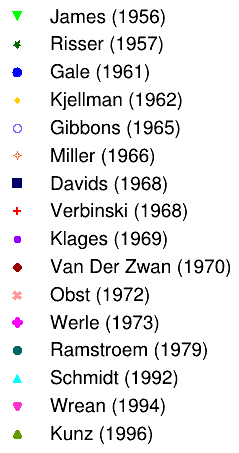 James (1956)
Risser (1957)
Gale (1961)
Kjellman (1962)
Gibbons (1965)
Miller (1966)
Davids (1968)
Verbinski (1968)
Klages (1969)
Van Der Zwan (1970)
Obst (1972)
Werle (1973)
Ramstroem (1979)
Schmidt (1992)
Wrean (1994)
Kunz (1996)